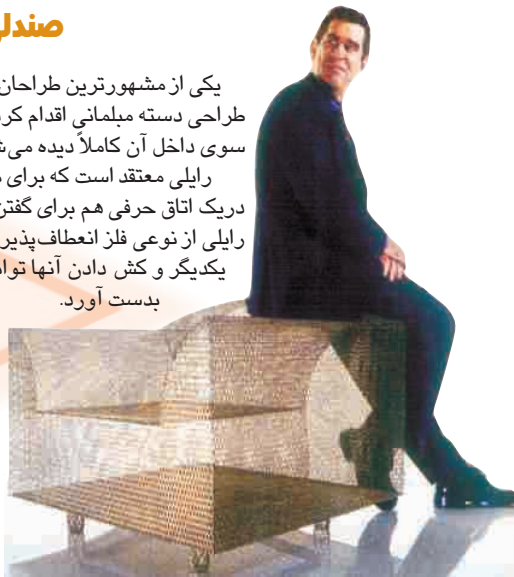 صندلی
یکی از مشهورترین طراحان
طراحی دسته مبلمانی اقدام کر
سوی داخل آن کاملاً دیده می‌ش
رایلی معتقد است که برای
دریک اتاق حرفی هم برای گفتن
رایلی از نوعی فلز انعطاف‌پذیر
یکدیگر و کش دادن آنها توا
بدست آورد.